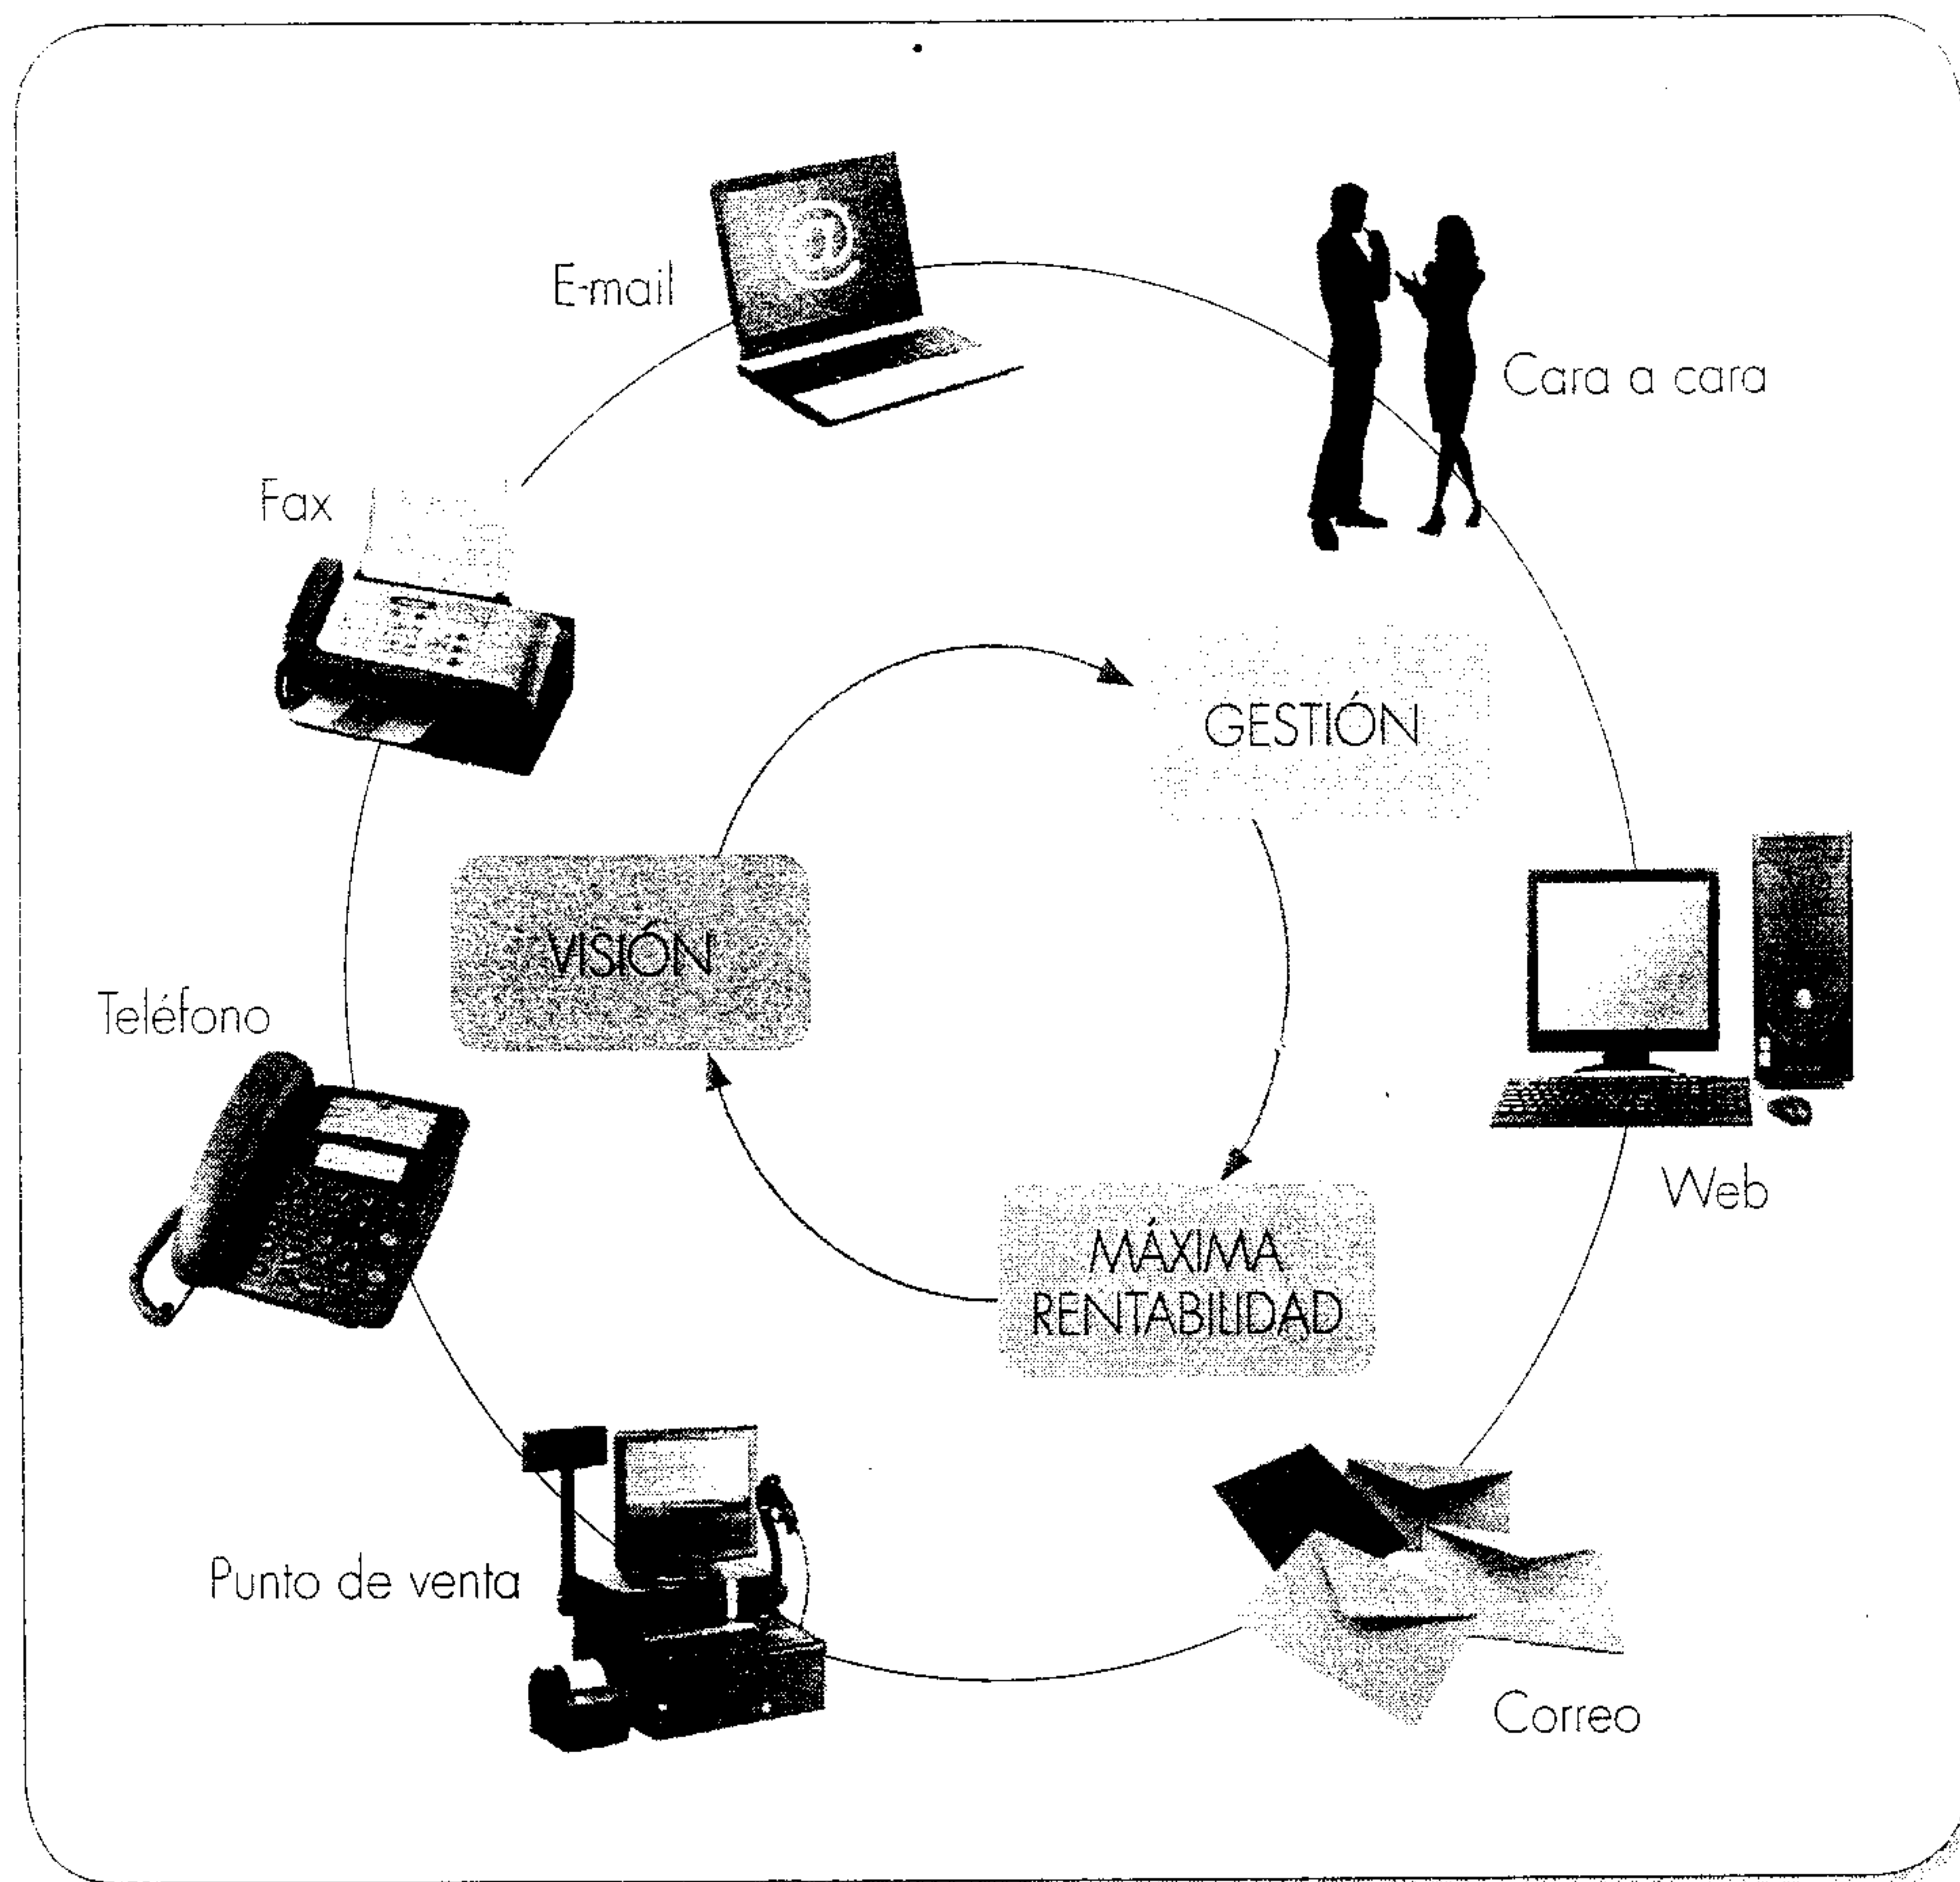 E-mail
Cara a cara
Fax
GESTIÓN
VISIÓN
Teléfono
Web
MÁXIMA
RENTABILIDAD
Punto de venta
Correo